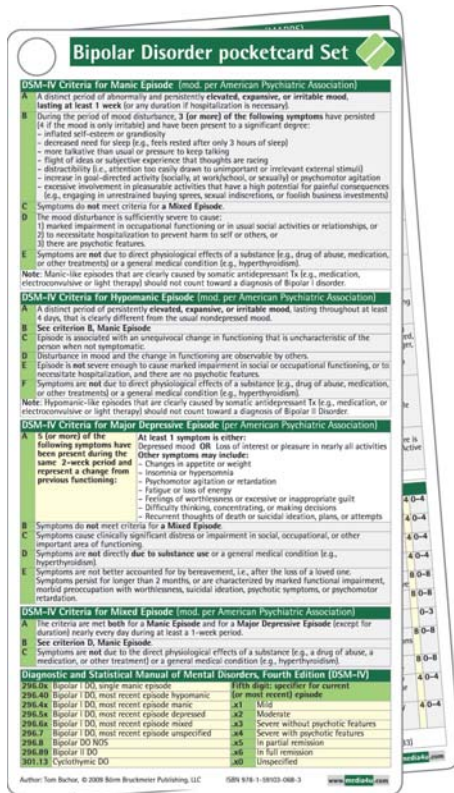 Bipolar Disorder pocketcard Set
DSM-IV Criteria for Manic Episode (mod. per American Psychiatric Association)
A A distinct period of abnormally and persistently elevated, expansive, or irritable mood,
lasting at least 1 week (or any duration if hospitalization is necessary).
B During the period of mood disturbance, 3 (or more) of the following symptoms have persisted
(4 if the mood is only irritable) and have been present to a significant degree:
- inflated self-esteem or grandiosity
- decreased need for sleep (e.g., feels rested after only 3 hours of sleep)
- more talkative than usual or pressure to keep talking
- flight of ideas or subjective experience that thoughts are racing
- distractibility (i.e., attention too easily drawn to unimportant or irrelevant external stimuli)
- increase in goal-directed activity (socially, at work/school, or sexually) or psychomotor agitation
- excessive involvement in pleasurable activities that have a high potential for painful consequences
(e.g., engaging in unrestrained buying sprees, sexual indiscretions, or foolish business investments)
C Symptoms do not meet criteria for a Mixed Episode.
D The mood disturbance is sufficiently severe to cause:
1) marked impairment in occupational functioning or in usual social activities or relationships, or
2) to necessitate hospitalization to prevent harm to self or others, or
3) there are psychotic features.
E Symptoms are not due to direct physiological effects of a substance (e.g., drug of abuse, medication,
or other treatments) or a general medical condition (e.g., hyperthyroidism).
Note: Manic-like episodes that are clearly caused by somatic antidepressant Tx (e.g., medication,
electroconvulsive or light therapy) should not count toward a diagnosis of Bipolar I disorder.
DSM-IV Criteria for Hypomanic Episode (mod. per American Psychiatric Association)
A A distinct period of persistently elevated, expansive, or irritable mood, lasting throughout at least
4 days, that is clearly different from the usual nondepressed mood.
B See criterion B, Manic Episode
C Episode is associated with an unequivocal change in functioning that is uncharacteristic of the
person when not symptomatic.
D Disturbance in mood and the change in functioning are observable by others.
E Episode is not severe enough to cause marked impairment in social or occupational functioning, or to
necessitate hospitalization, and there are no psychotic features.
F Symptoms are not due to direct physiological effects of a substance (e.g., drug of abuse, medication,
or other treatments) or a general medical condition (e.g., hyperthyroidism).
Note: Hypomanic-like episodes that are clearly caused by somatic antidepressant Tx (e.g., medication, or
electroconvulsive or light therapy) should not count toward a diagnosis of Bipolar II Disorder.
DSM-IV Criteria for Major Depressive Episode (per American Psychiatric Association)
A 5 (or more) of the following symptoms have been present during the same 2-week period and represent a change from previous functioning:
At least 1 symptom is either:
Depressed mood OR Loss of interest or pleasure in nearly all activities
Other symptoms may include:
- Changes in appetite or weight
- Insomnia or hypersomnia
- Psychomotor agitation or retardation
- Fatigue or loss of energy
- Feelings of worthlessness or excessive or inappropriate guilt
- Difficulty thinking, concentrating, or making decisions
- Recurrent thoughts of death or suicidal ideation, plans, or attempts
B Symptoms do not meet criteria for a Mixed Episode.
C Symptoms cause clinically significant distress or impairment in social, occupational, or other
important area of functioning.
D Symptoms are not directly due to substance use or a general medical condition (e.g.,
hyperthyroidism).
E Symptoms are not better accounted for by bereavement, i.e., after the loss of a loved one.
Symptoms persist for longer than 2 months, or are characterized by marked functional impairment,
morbid preoccupation with worthlessness, suicidal ideation, psychotic symptoms, or psychomotor
retardation.
DSM-IV Criteria for Mixed Episode (mod. per American Psychiatric Association)
A The criteria are met both for a Manic Episode and for a Major Depressive Episode (except for
duration) nearly every day during at least a 1-week period.
B See criterion D, Manic Episode
C Symptoms are not due to the direct physiological effects of a substance (e.g., a drug of abuse, a
medication, or other treatment) or a general medical condition (e.g., hyperthyroidism).
Diagnostic and Statistical Manual of Mental Disorders, Fourth Edition (DSM-IV)
296.0x Bipolar I DO, single manic episode Fifth digit: specifier for current
296.40 Bipolar I DO, most recent episode hypomanic (or most recent) episode
296.4x Bipolar I DO, most recent episode manic .x1 Mild
296.5x Bipolar I DO, most recent episode depressed .x2 Moderate
296.6x Bipolar I DO, most recent episode mixed .x3 Severe without psychotic features
296.7 Bipolar I DO, most recent episode unspecified .x4 Severe with psychotic features
296.8 Bipolar DO NOS .x5 In partial remission
296.89 Bipolar II DO .x6 In full remission
301.13 Cyclothymic DO .x0 Unspecified
Author: Tom Bschor, © 2009 Börm Bruckmeier Publishing, LLC ISBN 978-1-59103-068-3 www.media4u.com
4 0–4
4 0–4
4 0–4
4 0–4
8 0–8
8 0–8
0–3
8 0–8
4 0–4
4 0–4